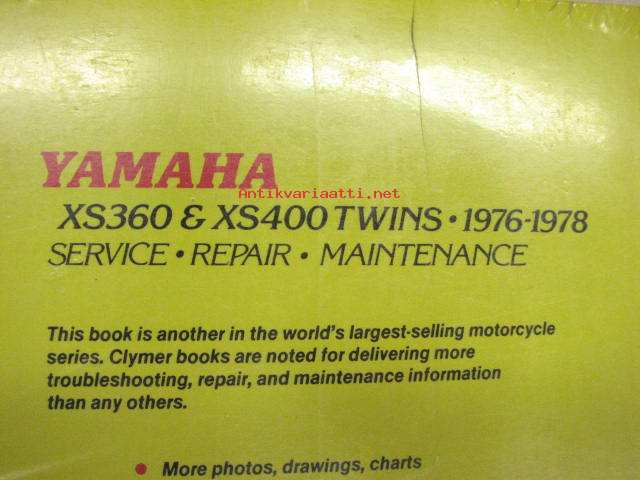 YAMAHA
Antikvariaatti.net
XS360 & XS400 TWINS • 1976-1978
SERVICE • REPAIR • MAINTENANCE
This book is another in the world's largest-selling motorcycle
series. Clymer books are noted for delivering more
troubleshooting, repair, and maintenance information
than any others.
• More photos, drawings, charts